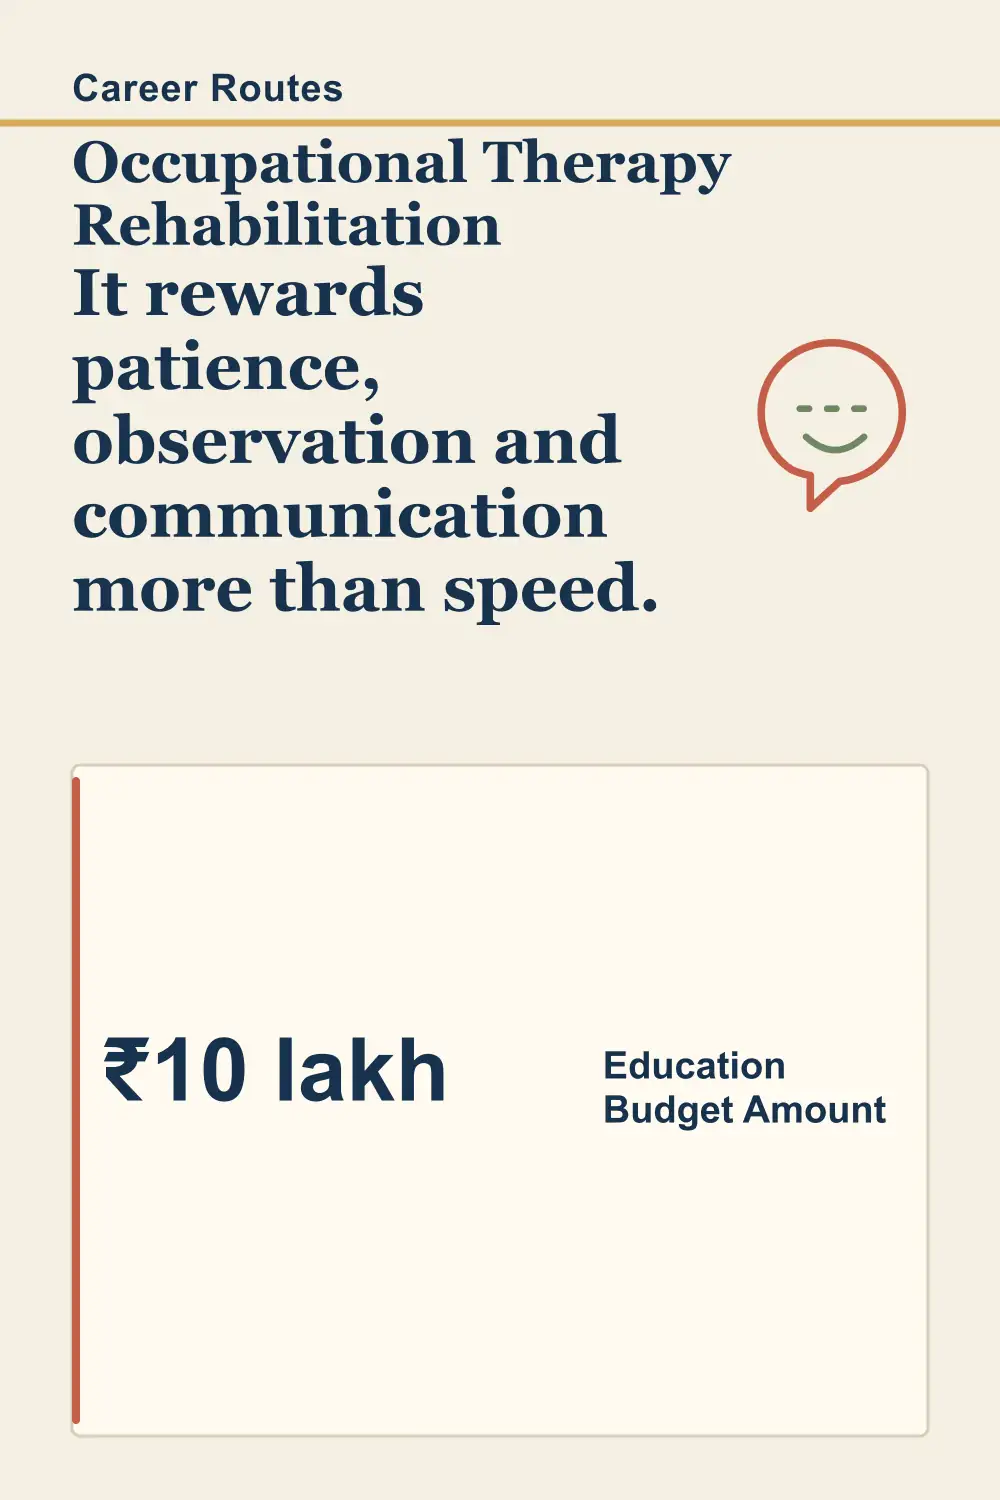 Career Routes
Occupational Therapy
Rehabilitation
It rewards
patience,
observation and
communication
more than speed.
₹10 lakh
Education
Budget Amount